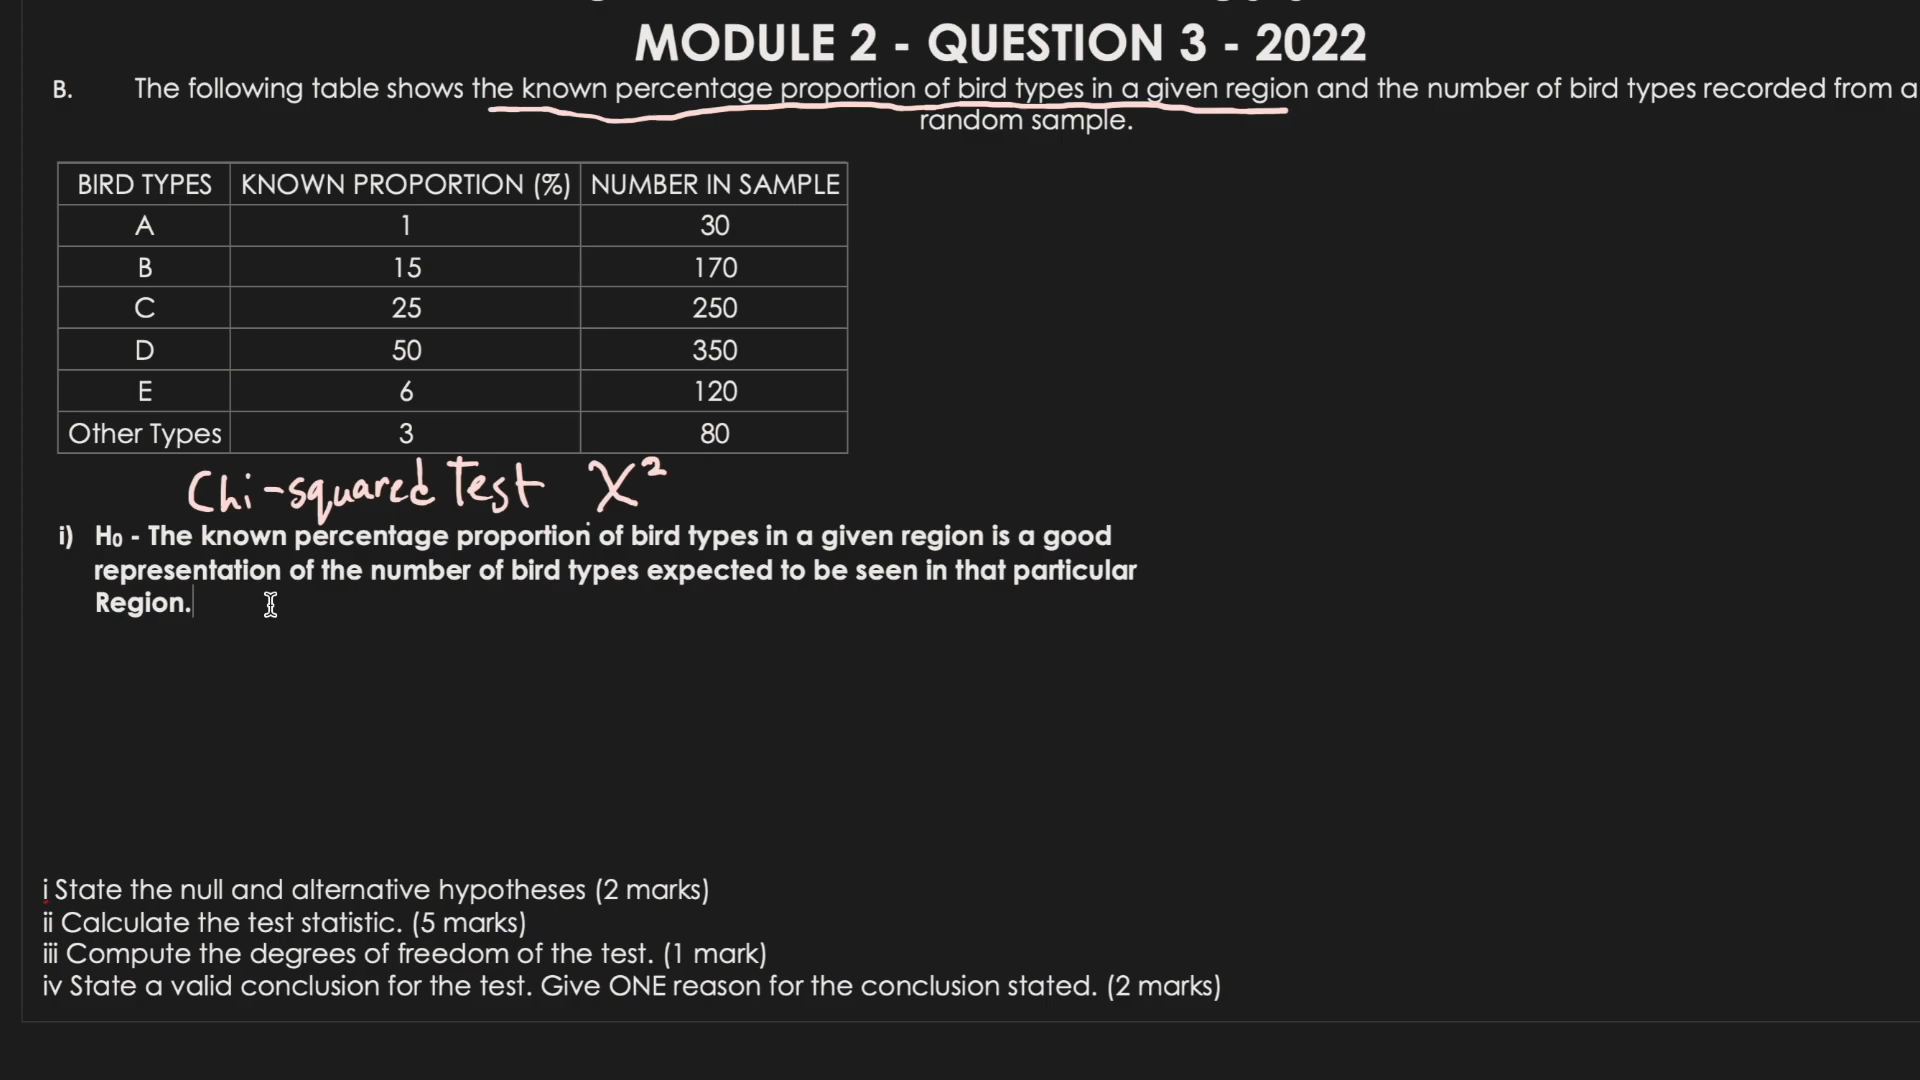 MODULE 2 - QUESTION 3 - 2022
B. The following table shows the known percentage proportion of bird types in a given region and the number of bird types recorded from a
random sample.
BIRD TYPES KNOWN PROPORTION (%) NUMBER IN SAMPLE
A 1 30
B 15 170
C 25 250
D 50 350
E 6 120
Other Types 3 80
Chi-squared Test X²
i) H₀ - The known percentage proportion of bird types in a given region is a good
representation of the number of bird types expected to be seen in that particular
Region.
i State the null and alternative hypotheses (2 marks)
ii Calculate the test statistic. (5 marks)
iii Compute the degrees of freedom of the test. (1 mark)
iv State a valid conclusion for the test. Give ONE reason for the conclusion stated. (2 marks)